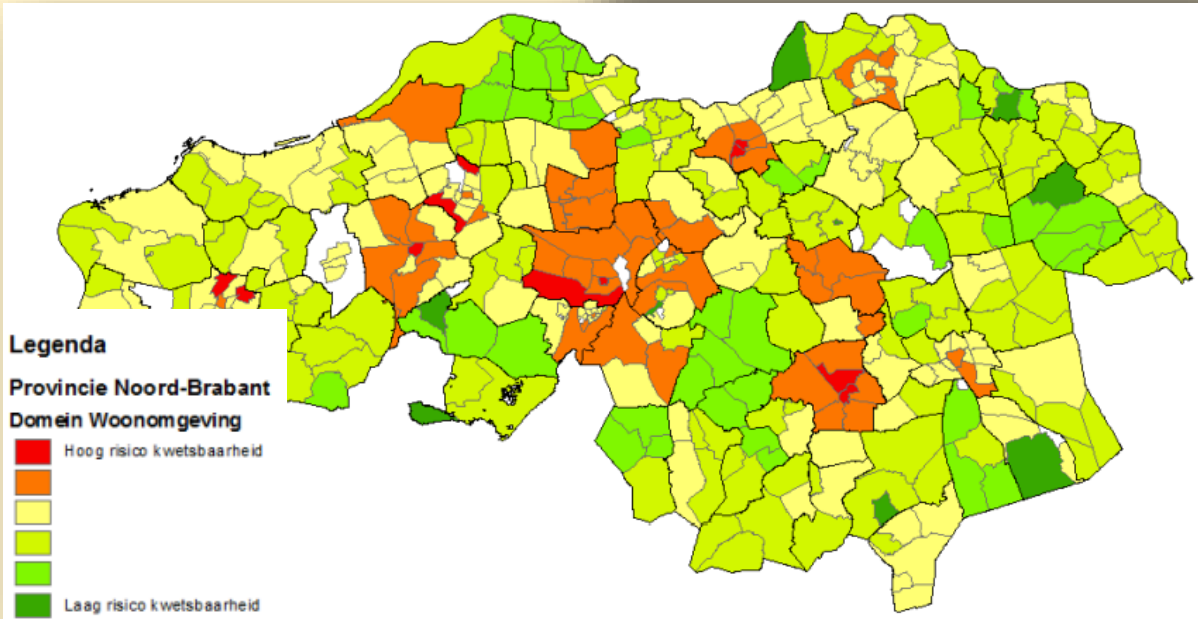 Legenda
Provincie Noord-Brabant
Domein Woonomgeving
Hoog risico kwetsbaarheid
Laag risico kwetsbaarheid